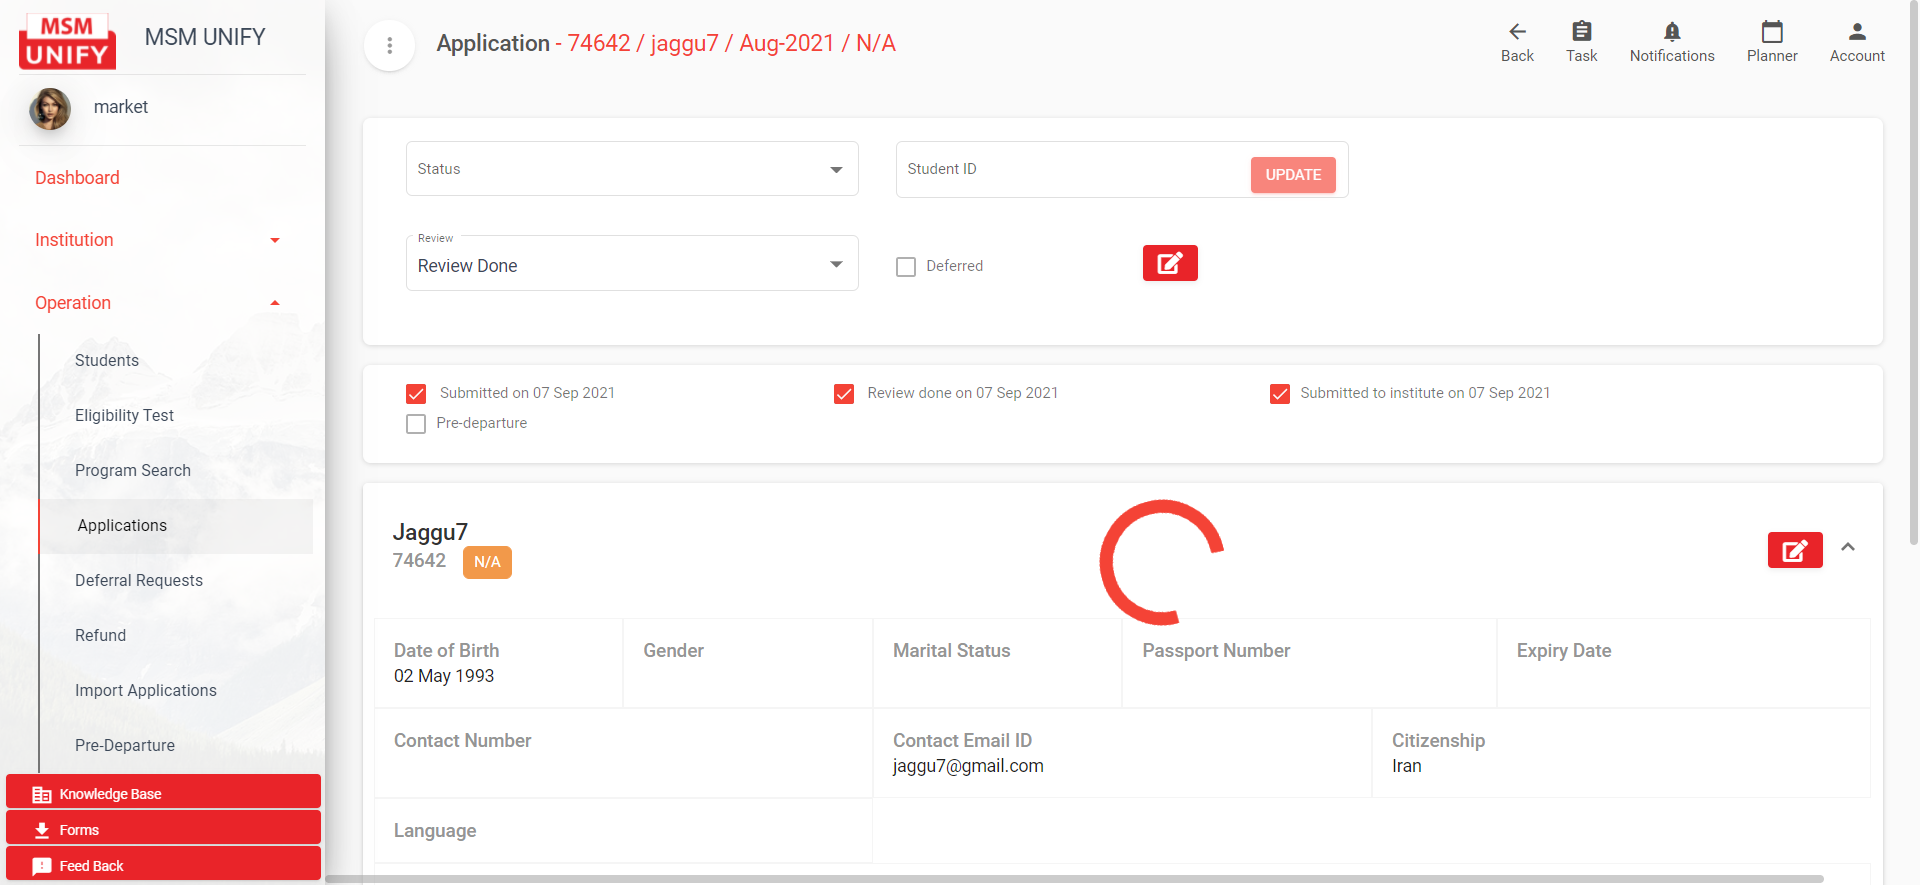 MSM
UNIFY
MSM UNIFY
market
Dashboard
Institution
Operation
Students
Eligibility Test
Program Search
Applications
Deferral Requests
Refund
Import Applications
Pre-Departure
Knowledge Base
Forms
Feed Back
Application - 74642 / jaggu7 / Aug-2021 / N/A
Back
Task
Notifications
Planner
Account
Status
Student ID
UPDATE
Review
Review Done
Deferred
Submitted on 07 Sep 2021
Review done on 07 Sep 2021
Submitted to institute on 07 Sep 2021
Pre-departure
Jaggu7
74642
N/A
Date of Birth
02 May 1993
Gender
Marital Status
Passport Number
Expiry Date
Contact Number
Contact Email ID
jaggu7@gmail.com
Citizenship
Iran
Language